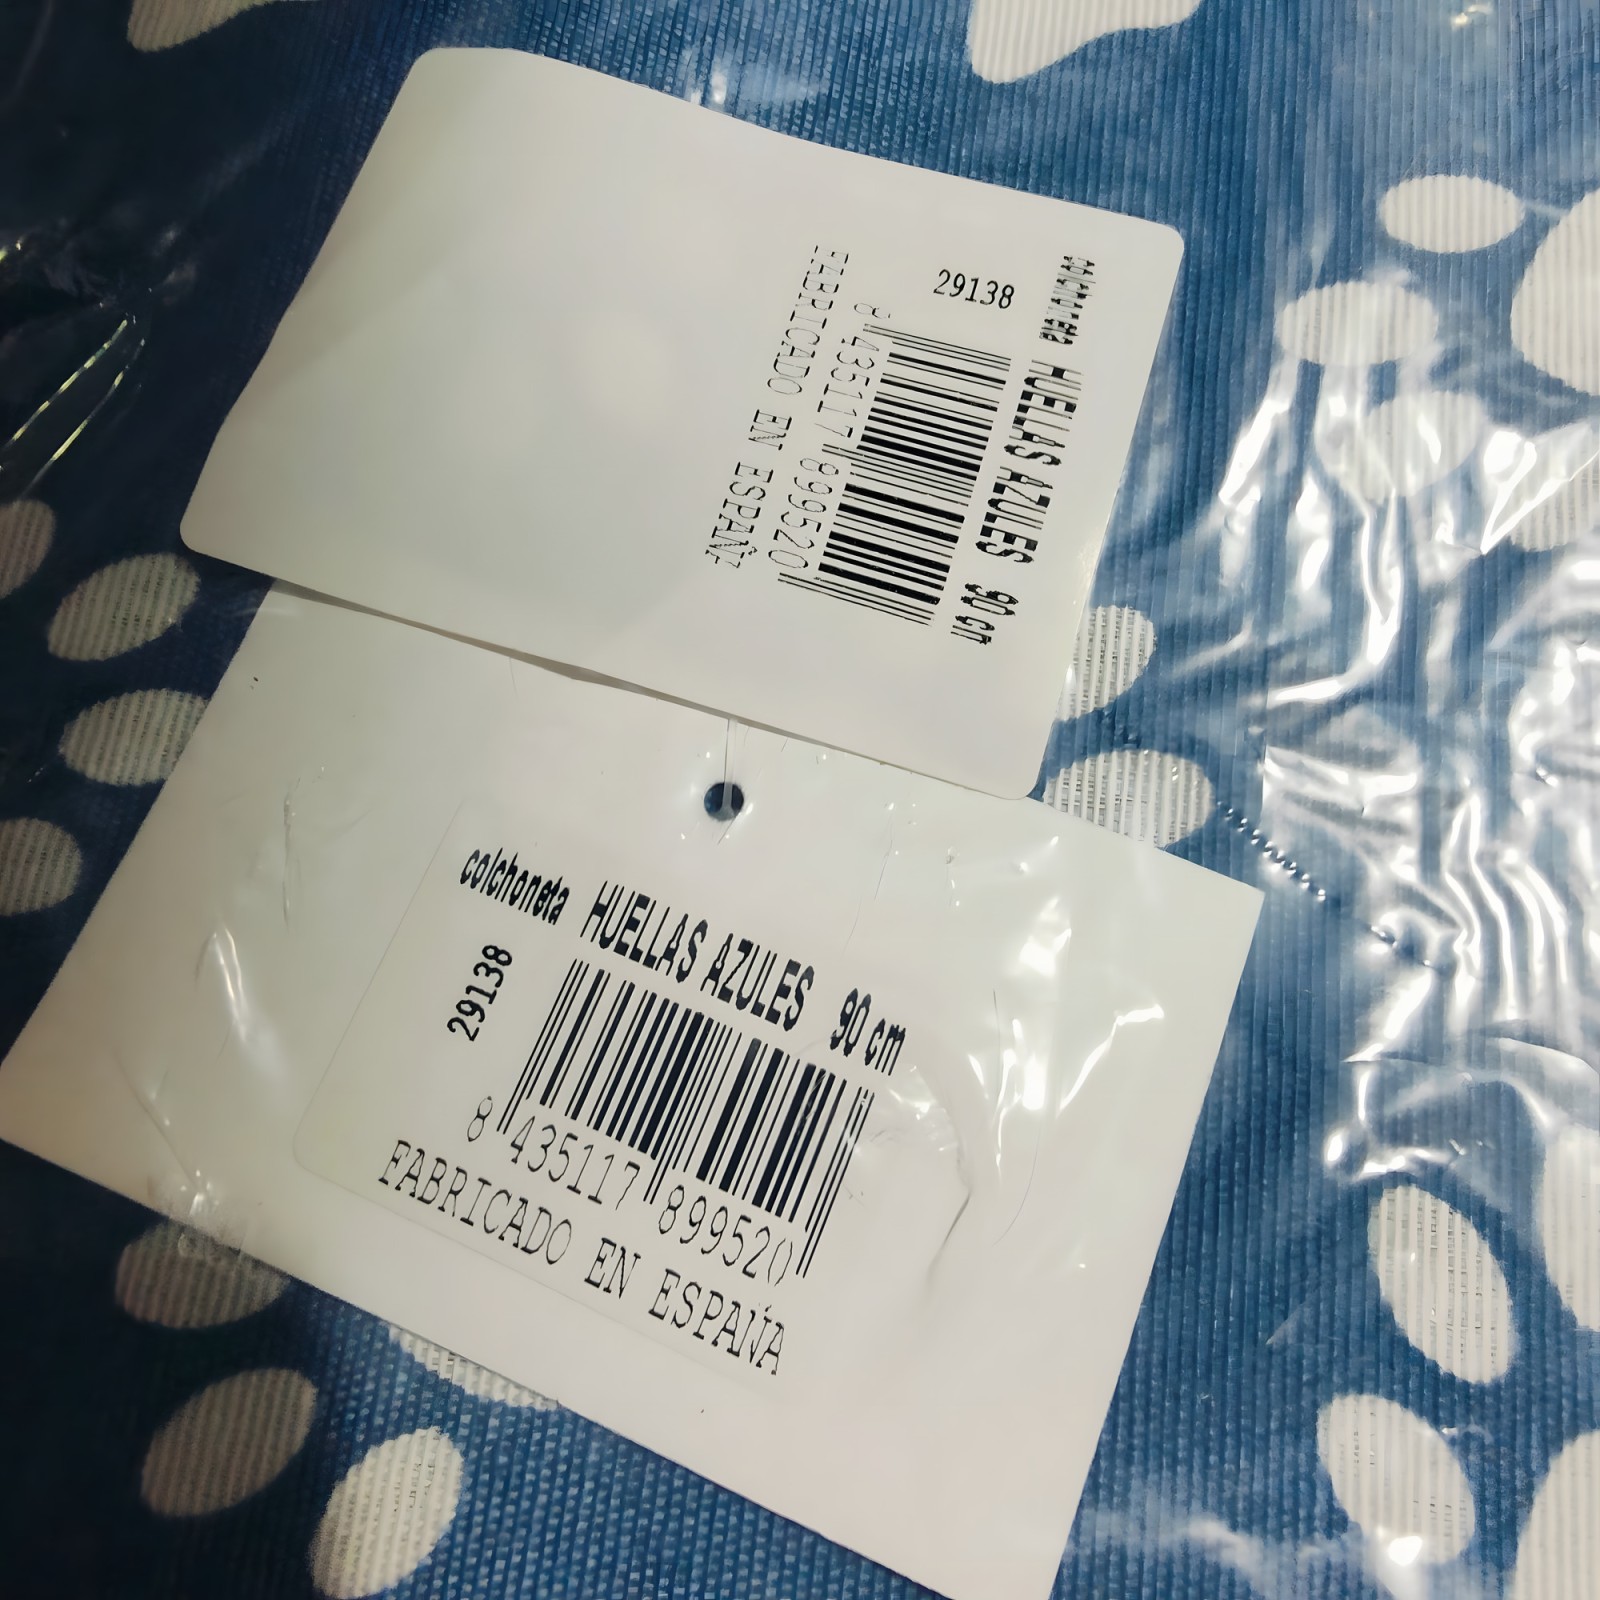 colchoneta HUELLAS AZULES 90 cm
29138
8 435117 899520
FABRICADO EN ESPAÑA
colchoneta HUELLAS AZULES 90 cm
29138
8 435117 899520
FABRICADO EN ESPAÑA